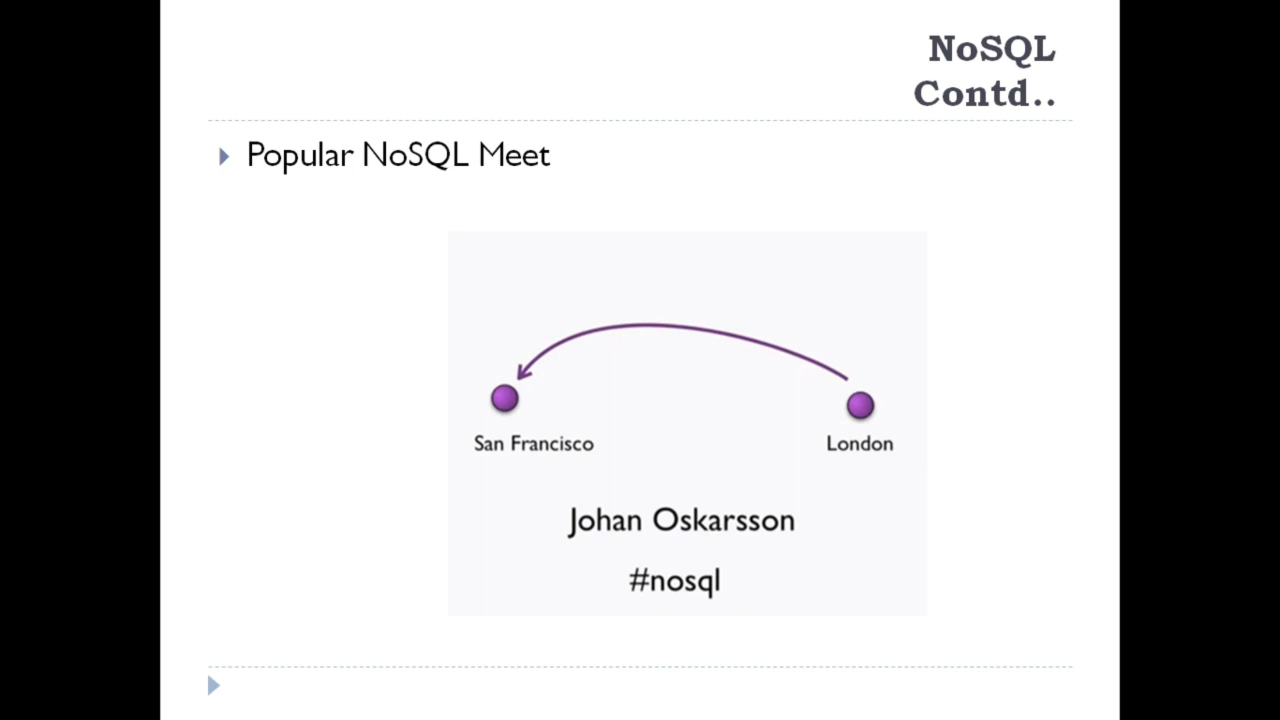 NoSQL
Contd..
Popular NoSQL Meet
San Francisco
London
Johan Oskarsson
#nosql